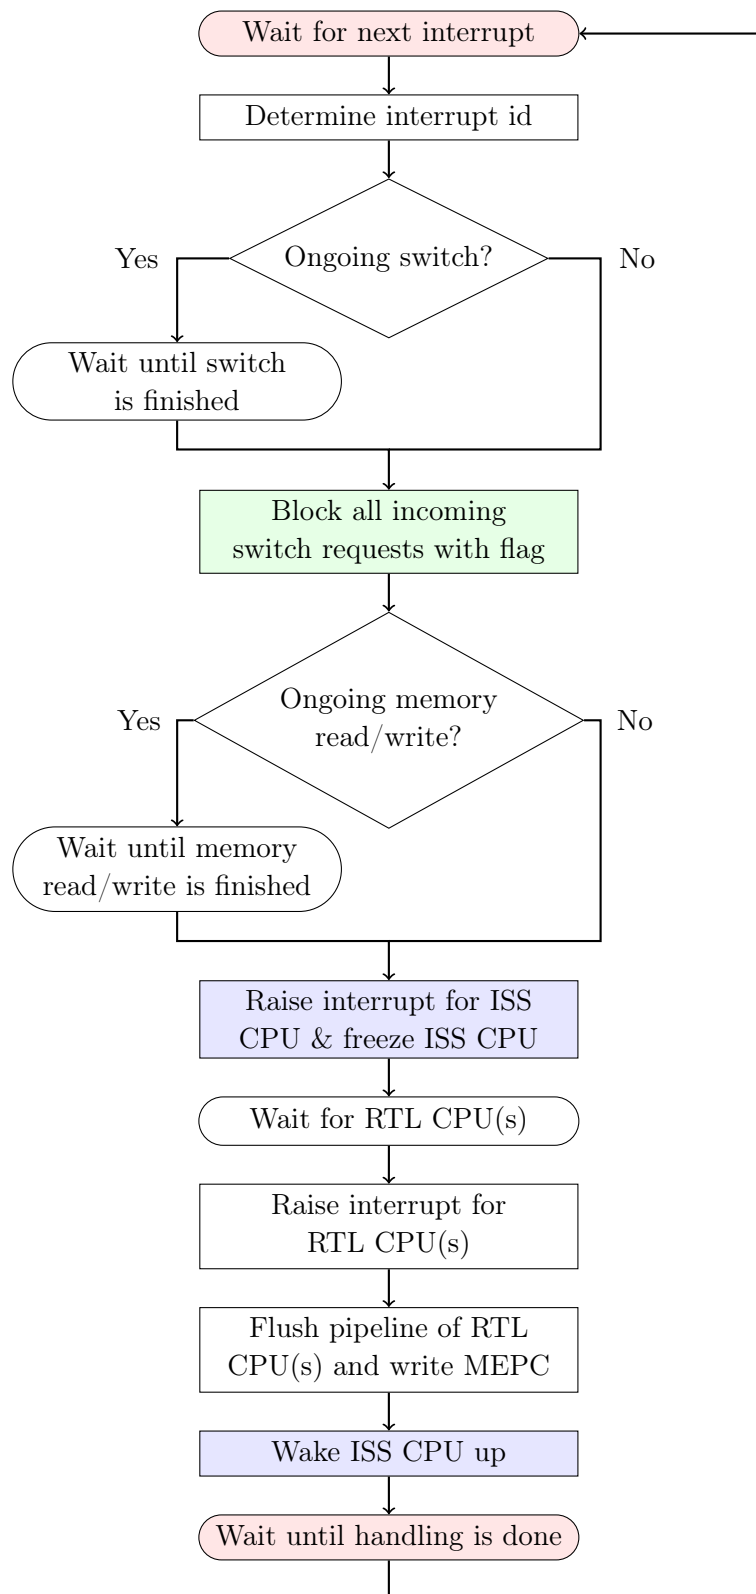 Wait for next interrupt
Determine interrupt id
Ongoing switch?
Yes
No
Wait until switch
is finished
Block all incoming
switch requests with flag
Ongoing memory
read/write?
Yes
No
Wait until memory
read/write is finished
Raise interrupt for ISS
CPU & freeze ISS CPU
Wait for RTL CPU(s)
Raise interrupt for
RTL CPU(s)
Flush pipeline of RTL
CPU(s) and write MEPC
Wake ISS CPU up
Wait until handling is done